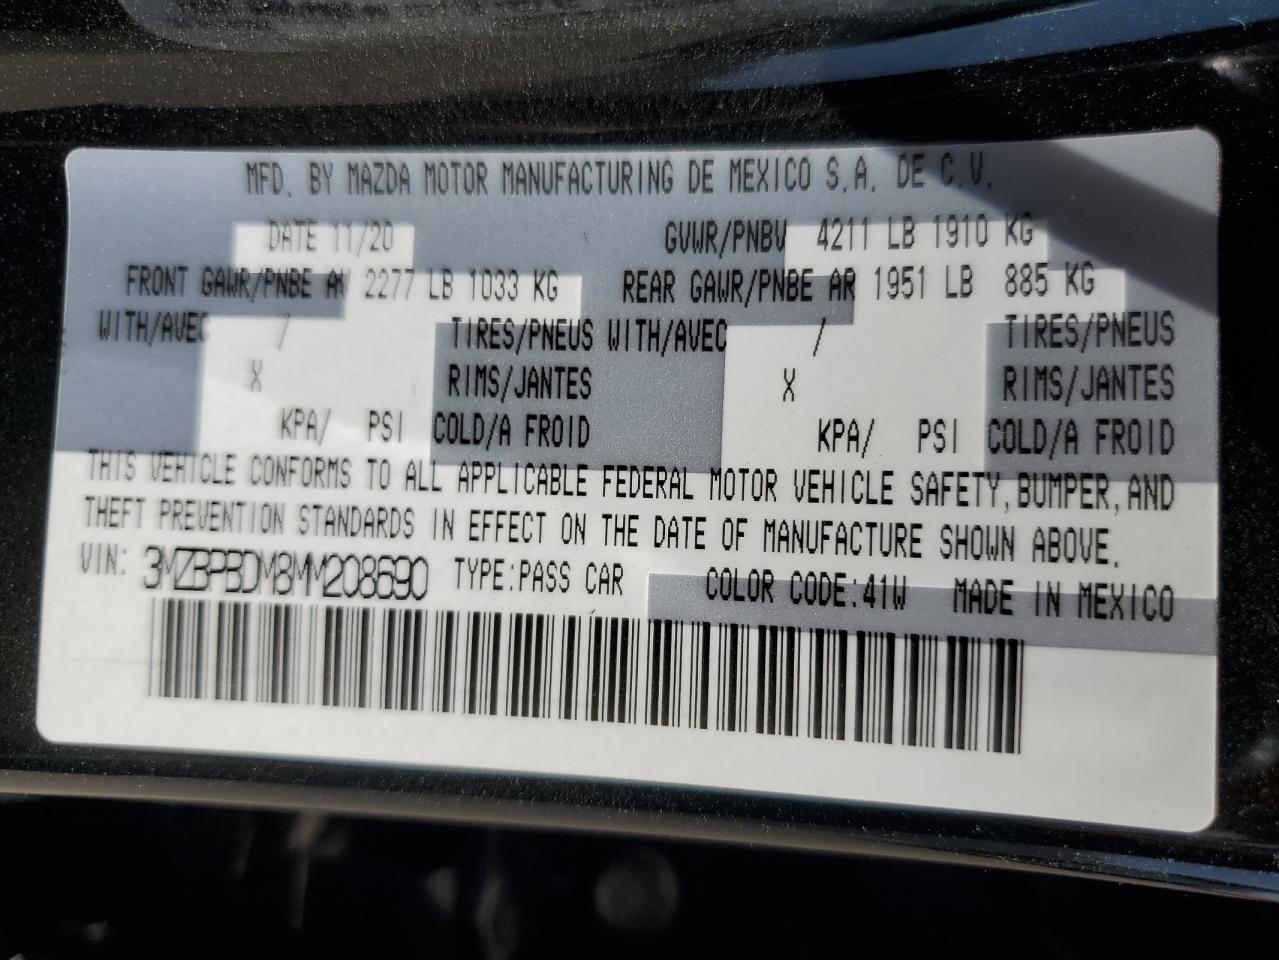 MFD. BY MAZDA MOTOR MANUFACTURING DE MEXICO S.A. DE C.V.
DATE 11/20 GVWR/PNBV 4211 LB 1910 KG
FRONT GAWR/PNBE AV 2277 LB 1033 KG REAR GAWR/PNBE AR 1951 LB 885 KG
WITH/AVEC / TIRES/PNEUS WITH/AVEC / TIRES/PNEUS
X RIMS/JANTES X RIMS/JANTES
KPA/ PSI COLD/A FROID KPA/ PSI COLD/A FROID
THIS VEHICLE CONFORMS TO ALL APPLICABLE FEDERAL MOTOR VEHICLE SAFETY, BUMPER, AND
THEFT PREVENTION STANDARDS IN EFFECT ON THE DATE OF MANUFACTURE SHOWN ABOVE.
VIN: 3MZBPBDM8MM208690 TYPE:PASS CAR COLOR CODE:41W MADE IN MEXICO